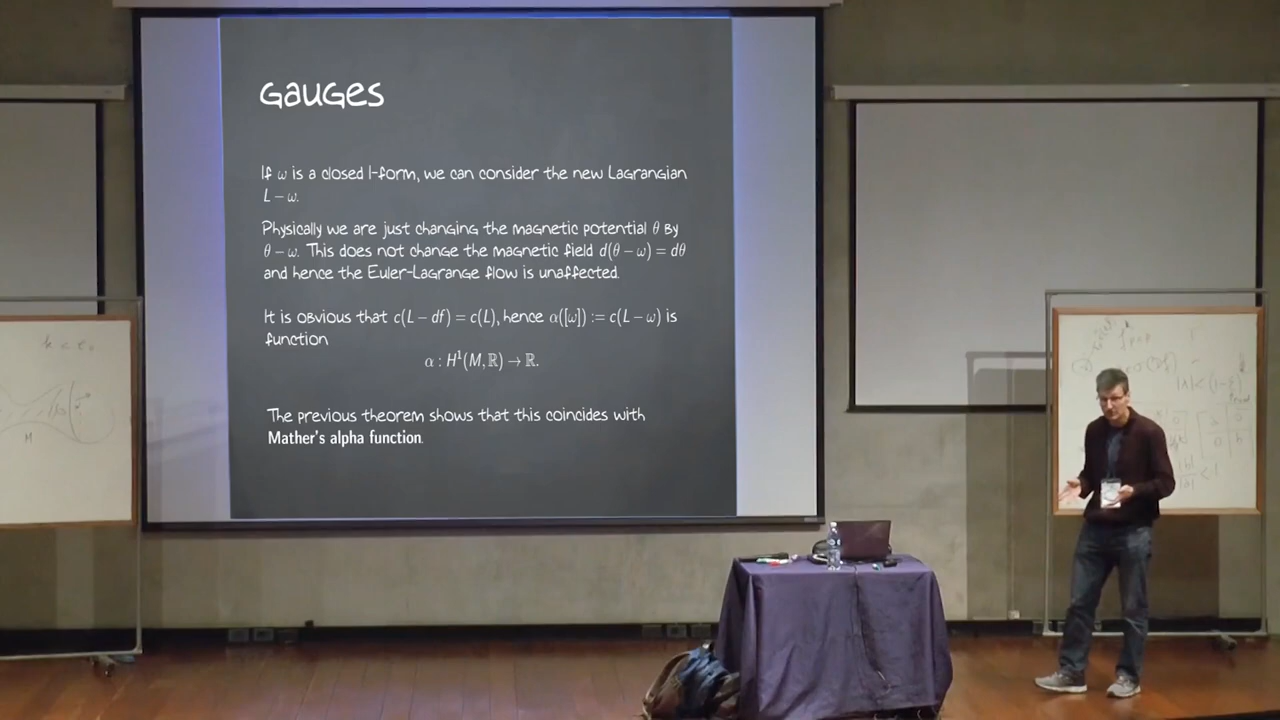 Gauges
If ω is a closed 1-form, we can consider the new Lagrangian
L − ω.
Physically we are just changing the magnetic potential θ by
θ − ω. This does not change the magnetic field d(θ − ω) = dθ
and hence the Euler-Lagrange flow is unaffected.
It is obvious that c(L − df) = c(L), hence α([ω]) := c(L − ω) is
function
α : H¹(M, ℝ) → ℝ.
The previous theorem shows that this coincides with
Mather's alpha function.
M